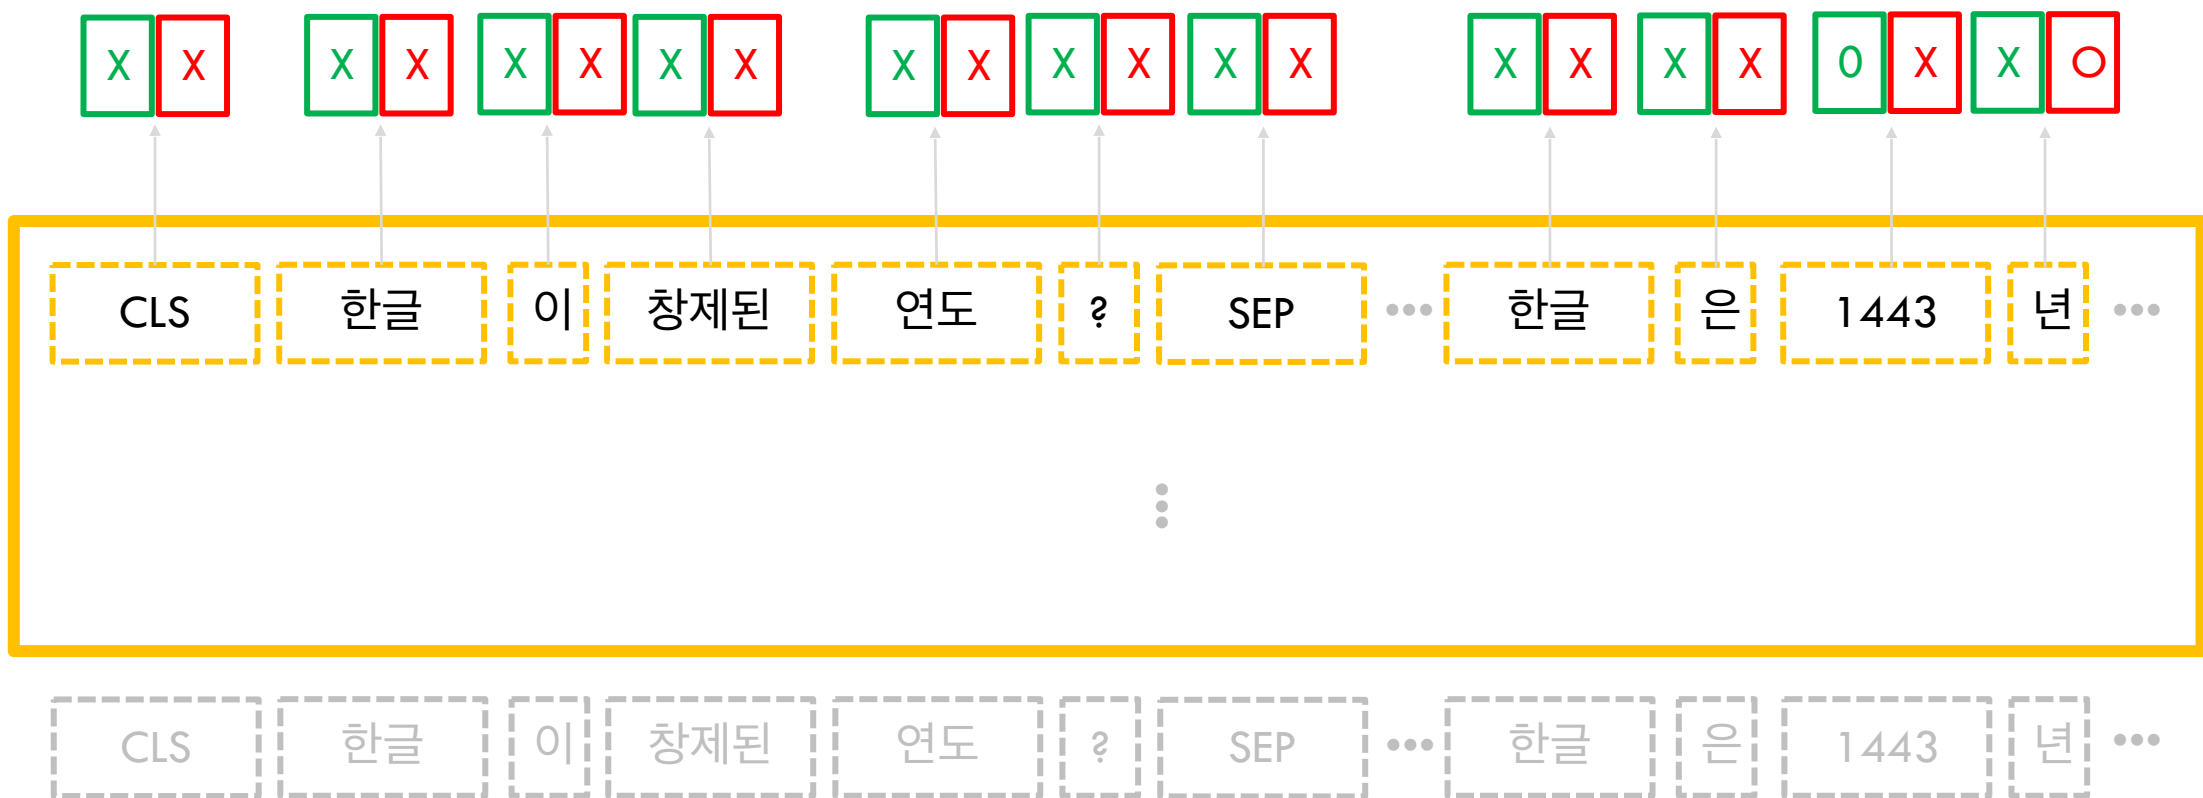 X X X X X X X X X X X X X X X X X X O X X O
CLS 한글 이 창제된 연도 ? SEP ••• 한글 은 1443 년 •••
CLS 한글 이 창제된 연도 ? SEP ••• 한글 은 1443 년 •••